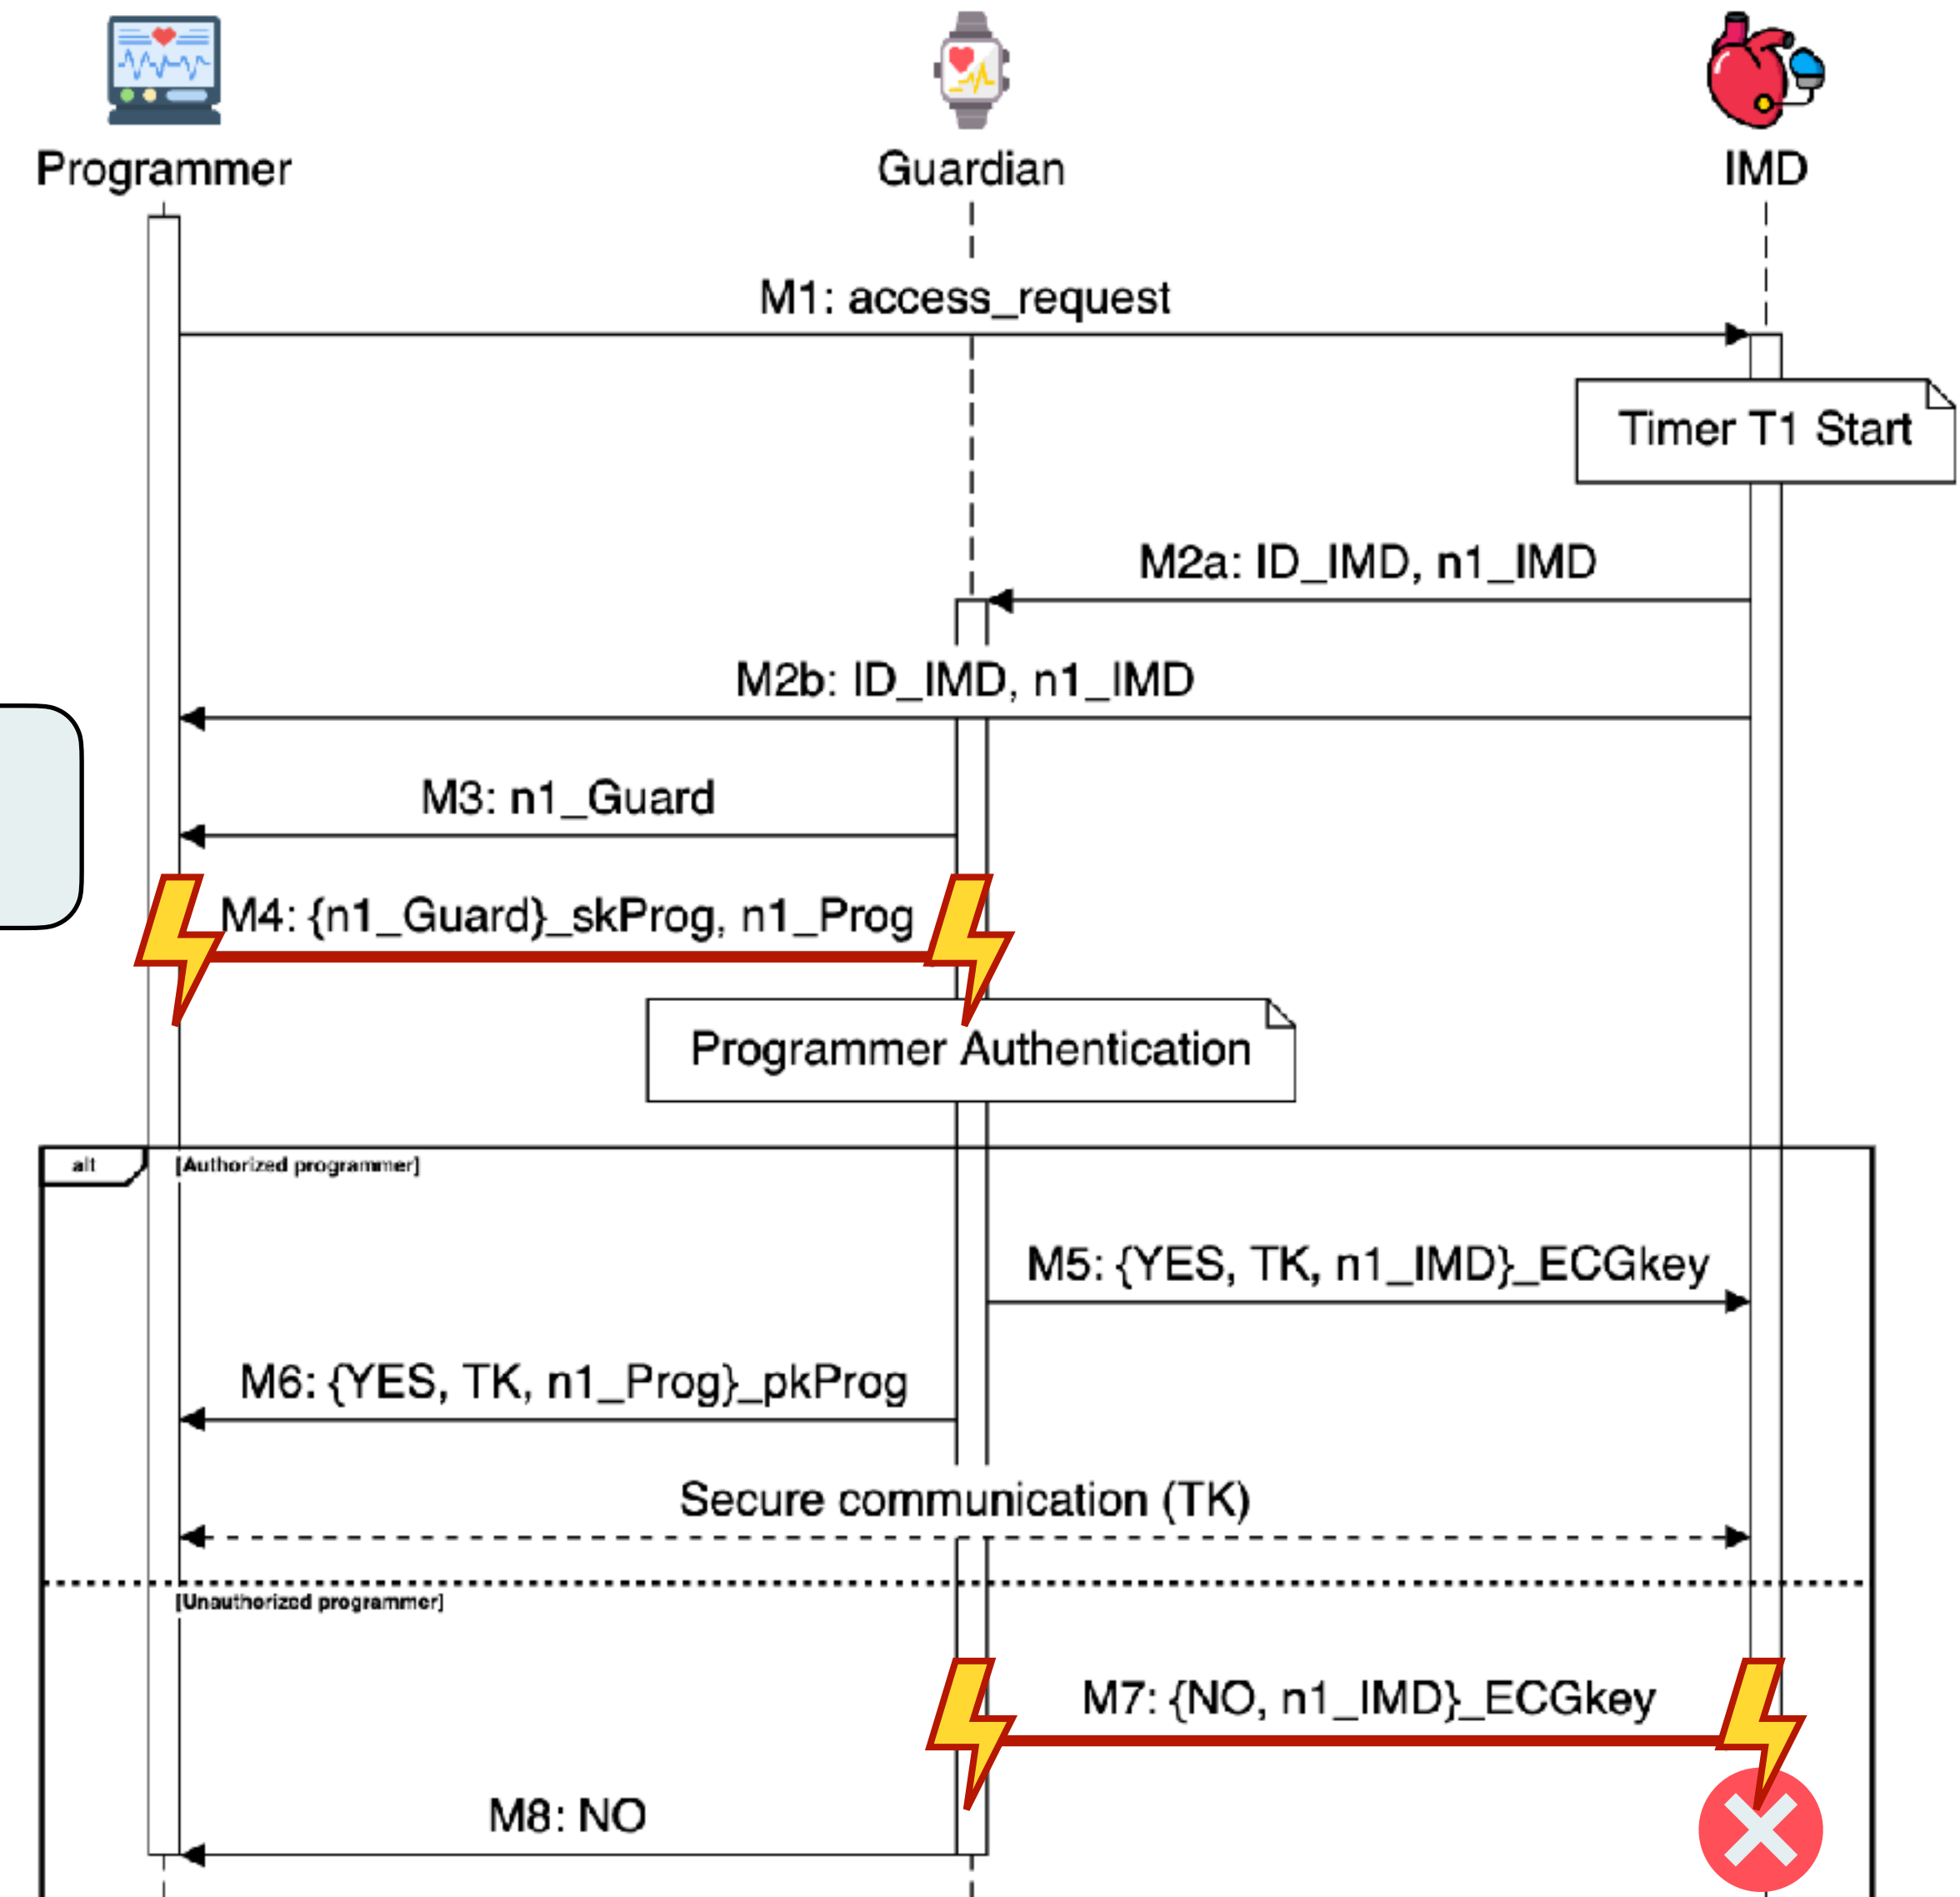 Programmer
Guardian
IMD
M1: access_request
Timer T1 Start
M2a: ID_IMD, n1_IMD
M2b: ID_IMD, n1_IMD
M3: n1_Guard
M4: {n1_Guard}_skProg, n1_Prog
Programmer Authentication
alt
[Authorized programmer]
M5: {YES, TK, n1_IMD}_ECGkey
M6: {YES, TK, n1_Prog}_pkProg
Secure communication (TK)
[Unauthorized programmer]
M7: {NO, n1_IMD}_ECGkey
M8: NO